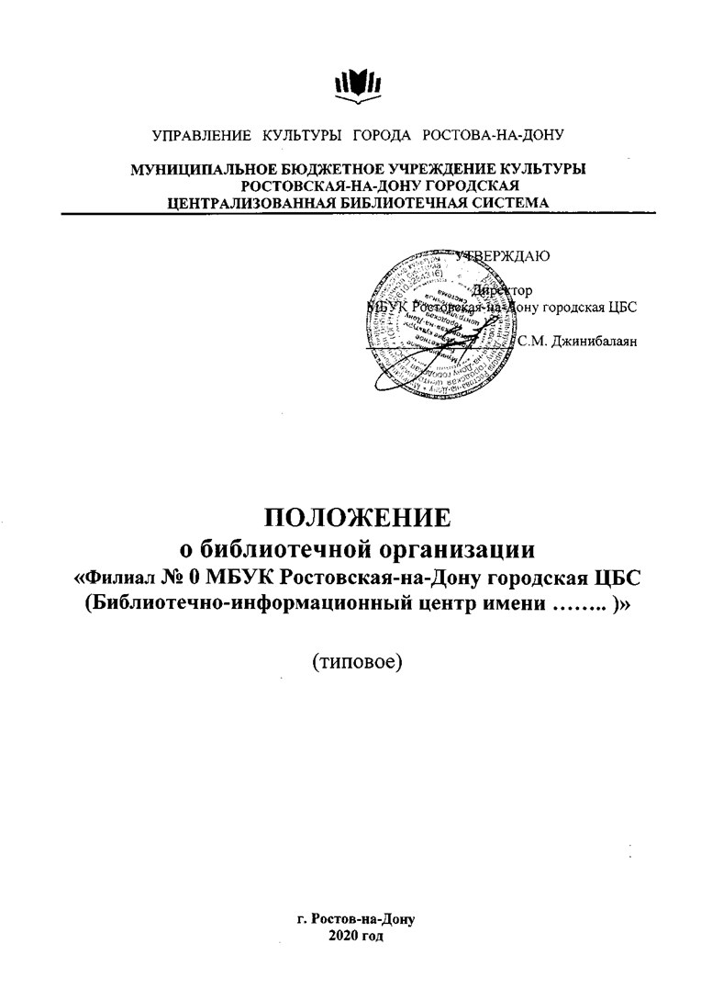 УПРАВЛЕНИЕ КУЛЬТУРЫ ГОРОДА РОСТОВА-НА-ДОНУ
МУНИЦИПАЛЬНОЕ БЮДЖЕТНОЕ УЧРЕЖДЕНИЕ КУЛЬТУРЫ
РОСТОВСКАЯ-НА-ДОНУ ГОРОДСКАЯ
ЦЕНТРАЛИЗОВАННАЯ БИБЛИОТЕЧНАЯ СИСТЕМА
УТВЕРЖДАЮ
Директор
МБУК Ростовская-на-Дону городская ЦБС
С.М. Джинибалаян
ПОЛОЖЕНИЕ
о библиотечной организации
«Филиал № 0 МБУК Ростовская-на-Дону городская ЦБС
(Библиотечно-информационный центр имени …….. )»
(типовое)
г. Ростов-на-Дону
2020 год